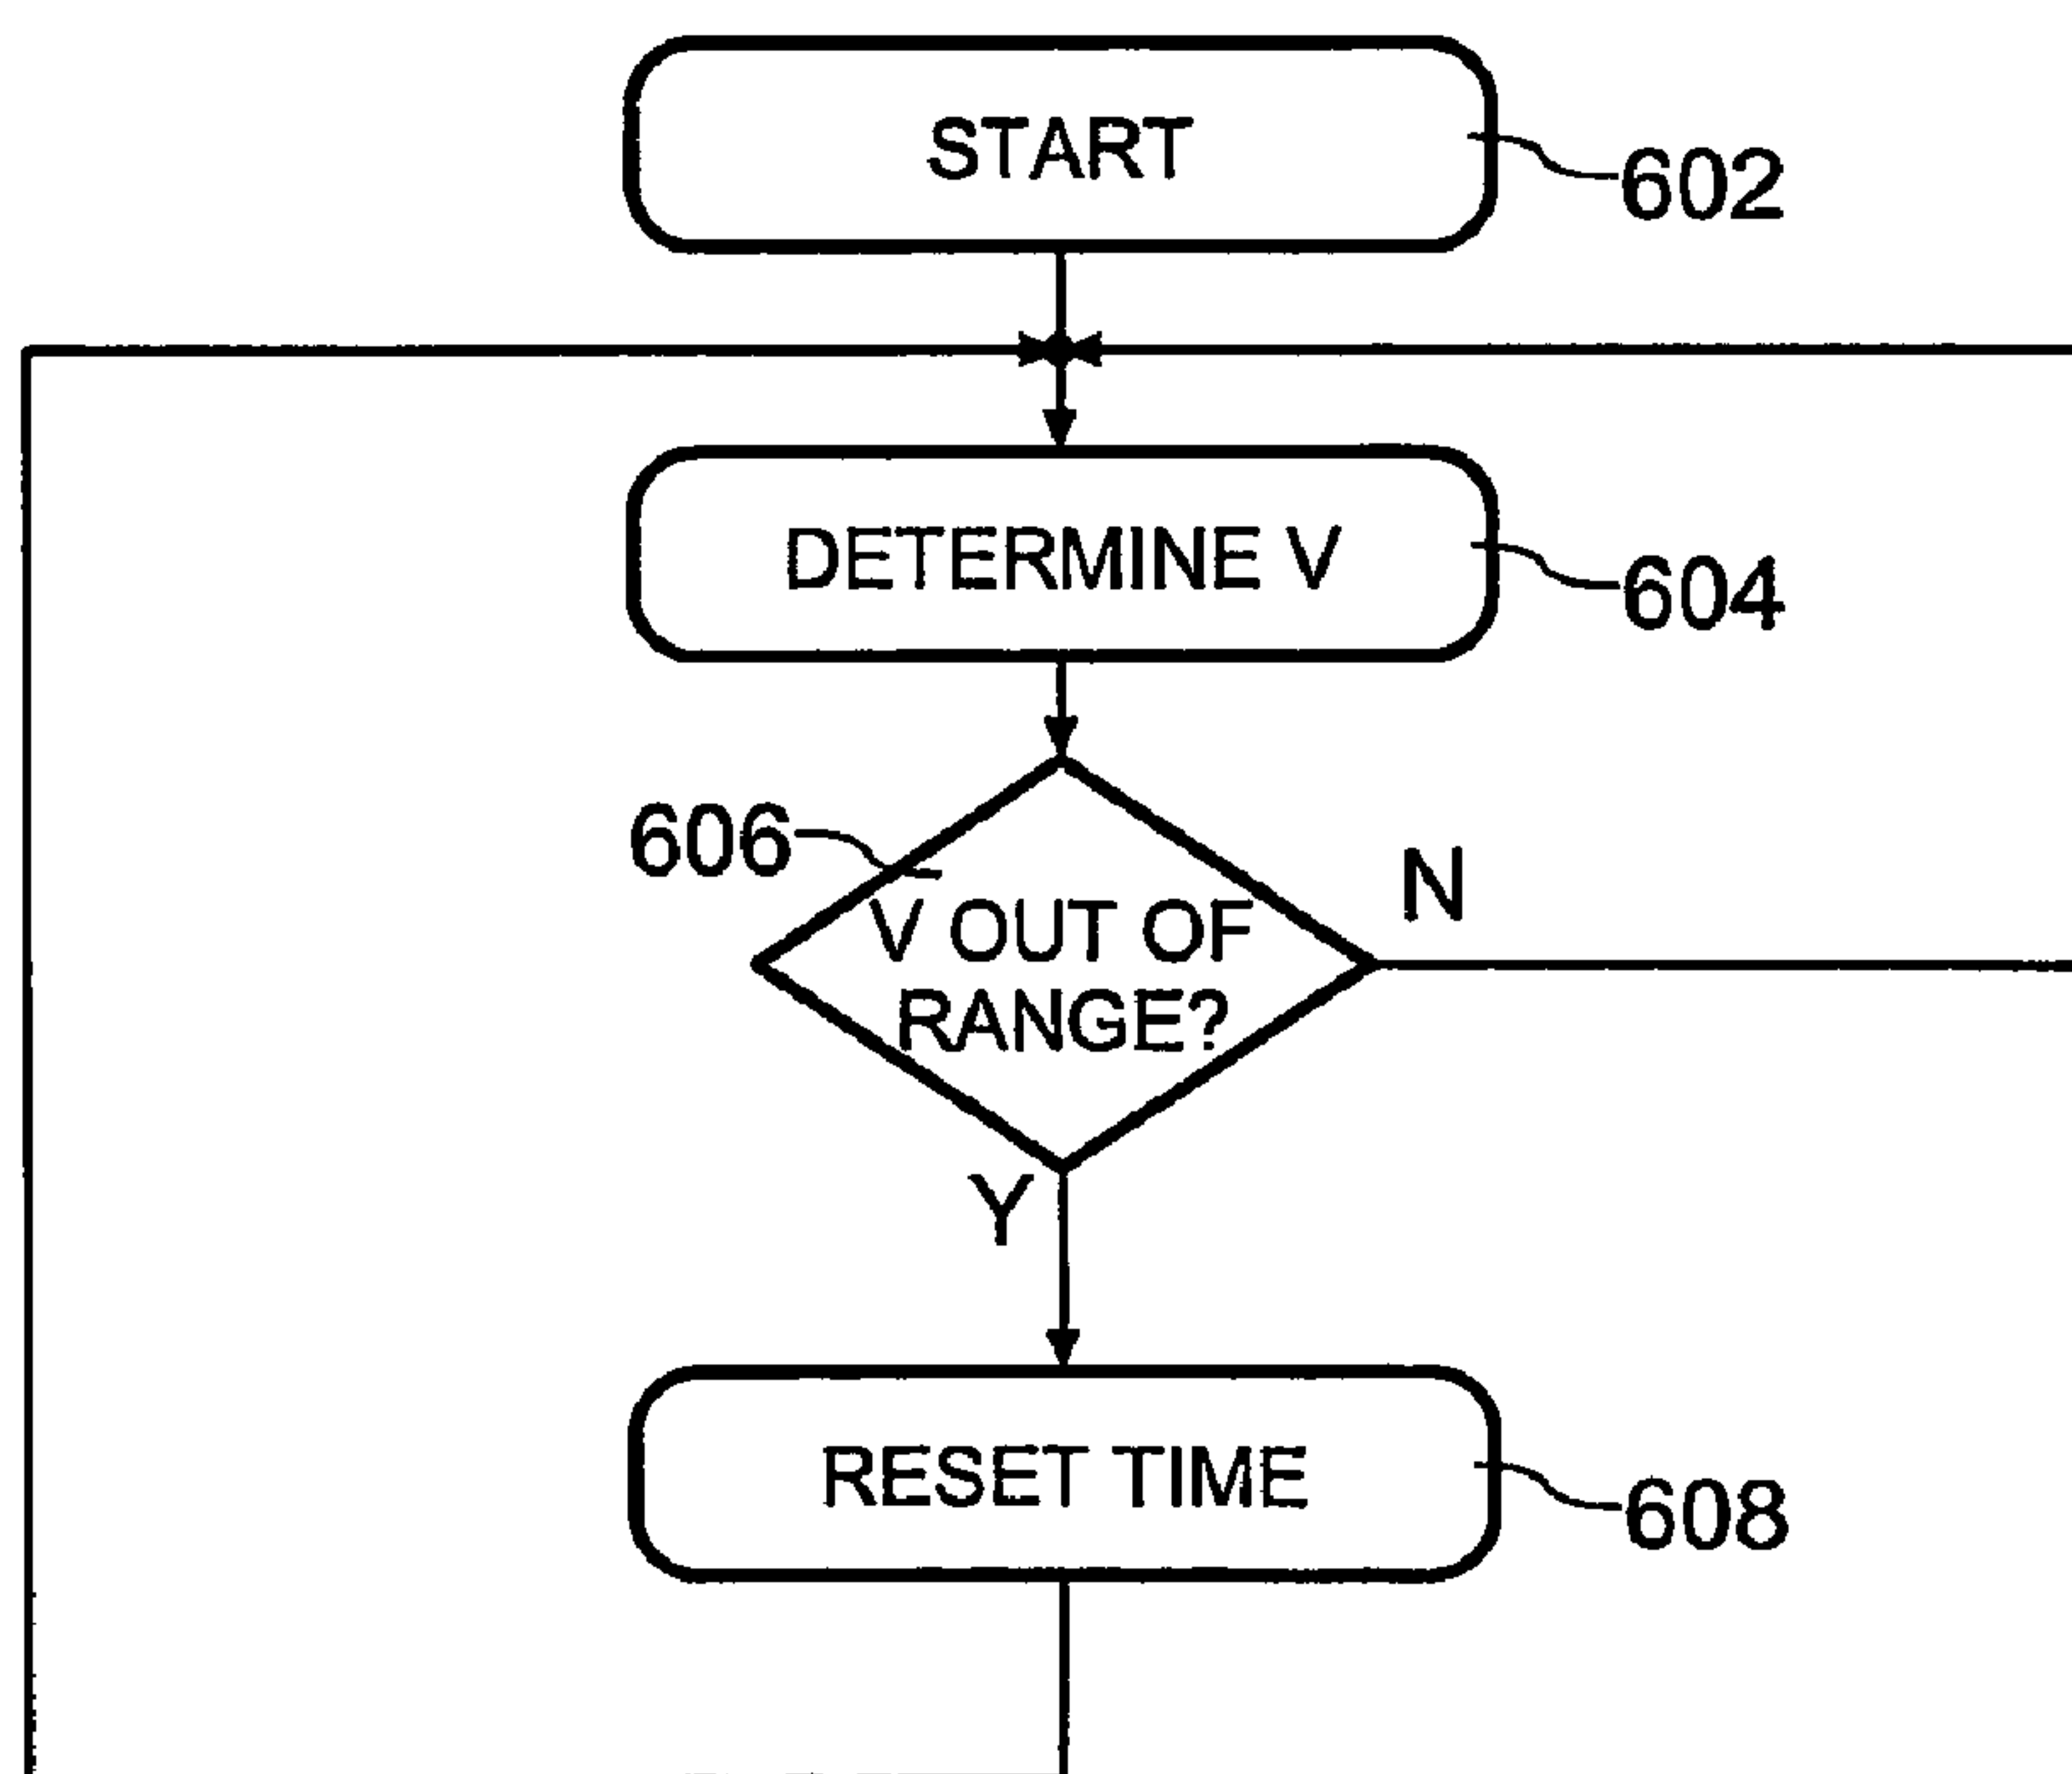 START
602
DETERMINE V
604
606
N
V OUT OF
RANGE?
Y
RESET TIME
608